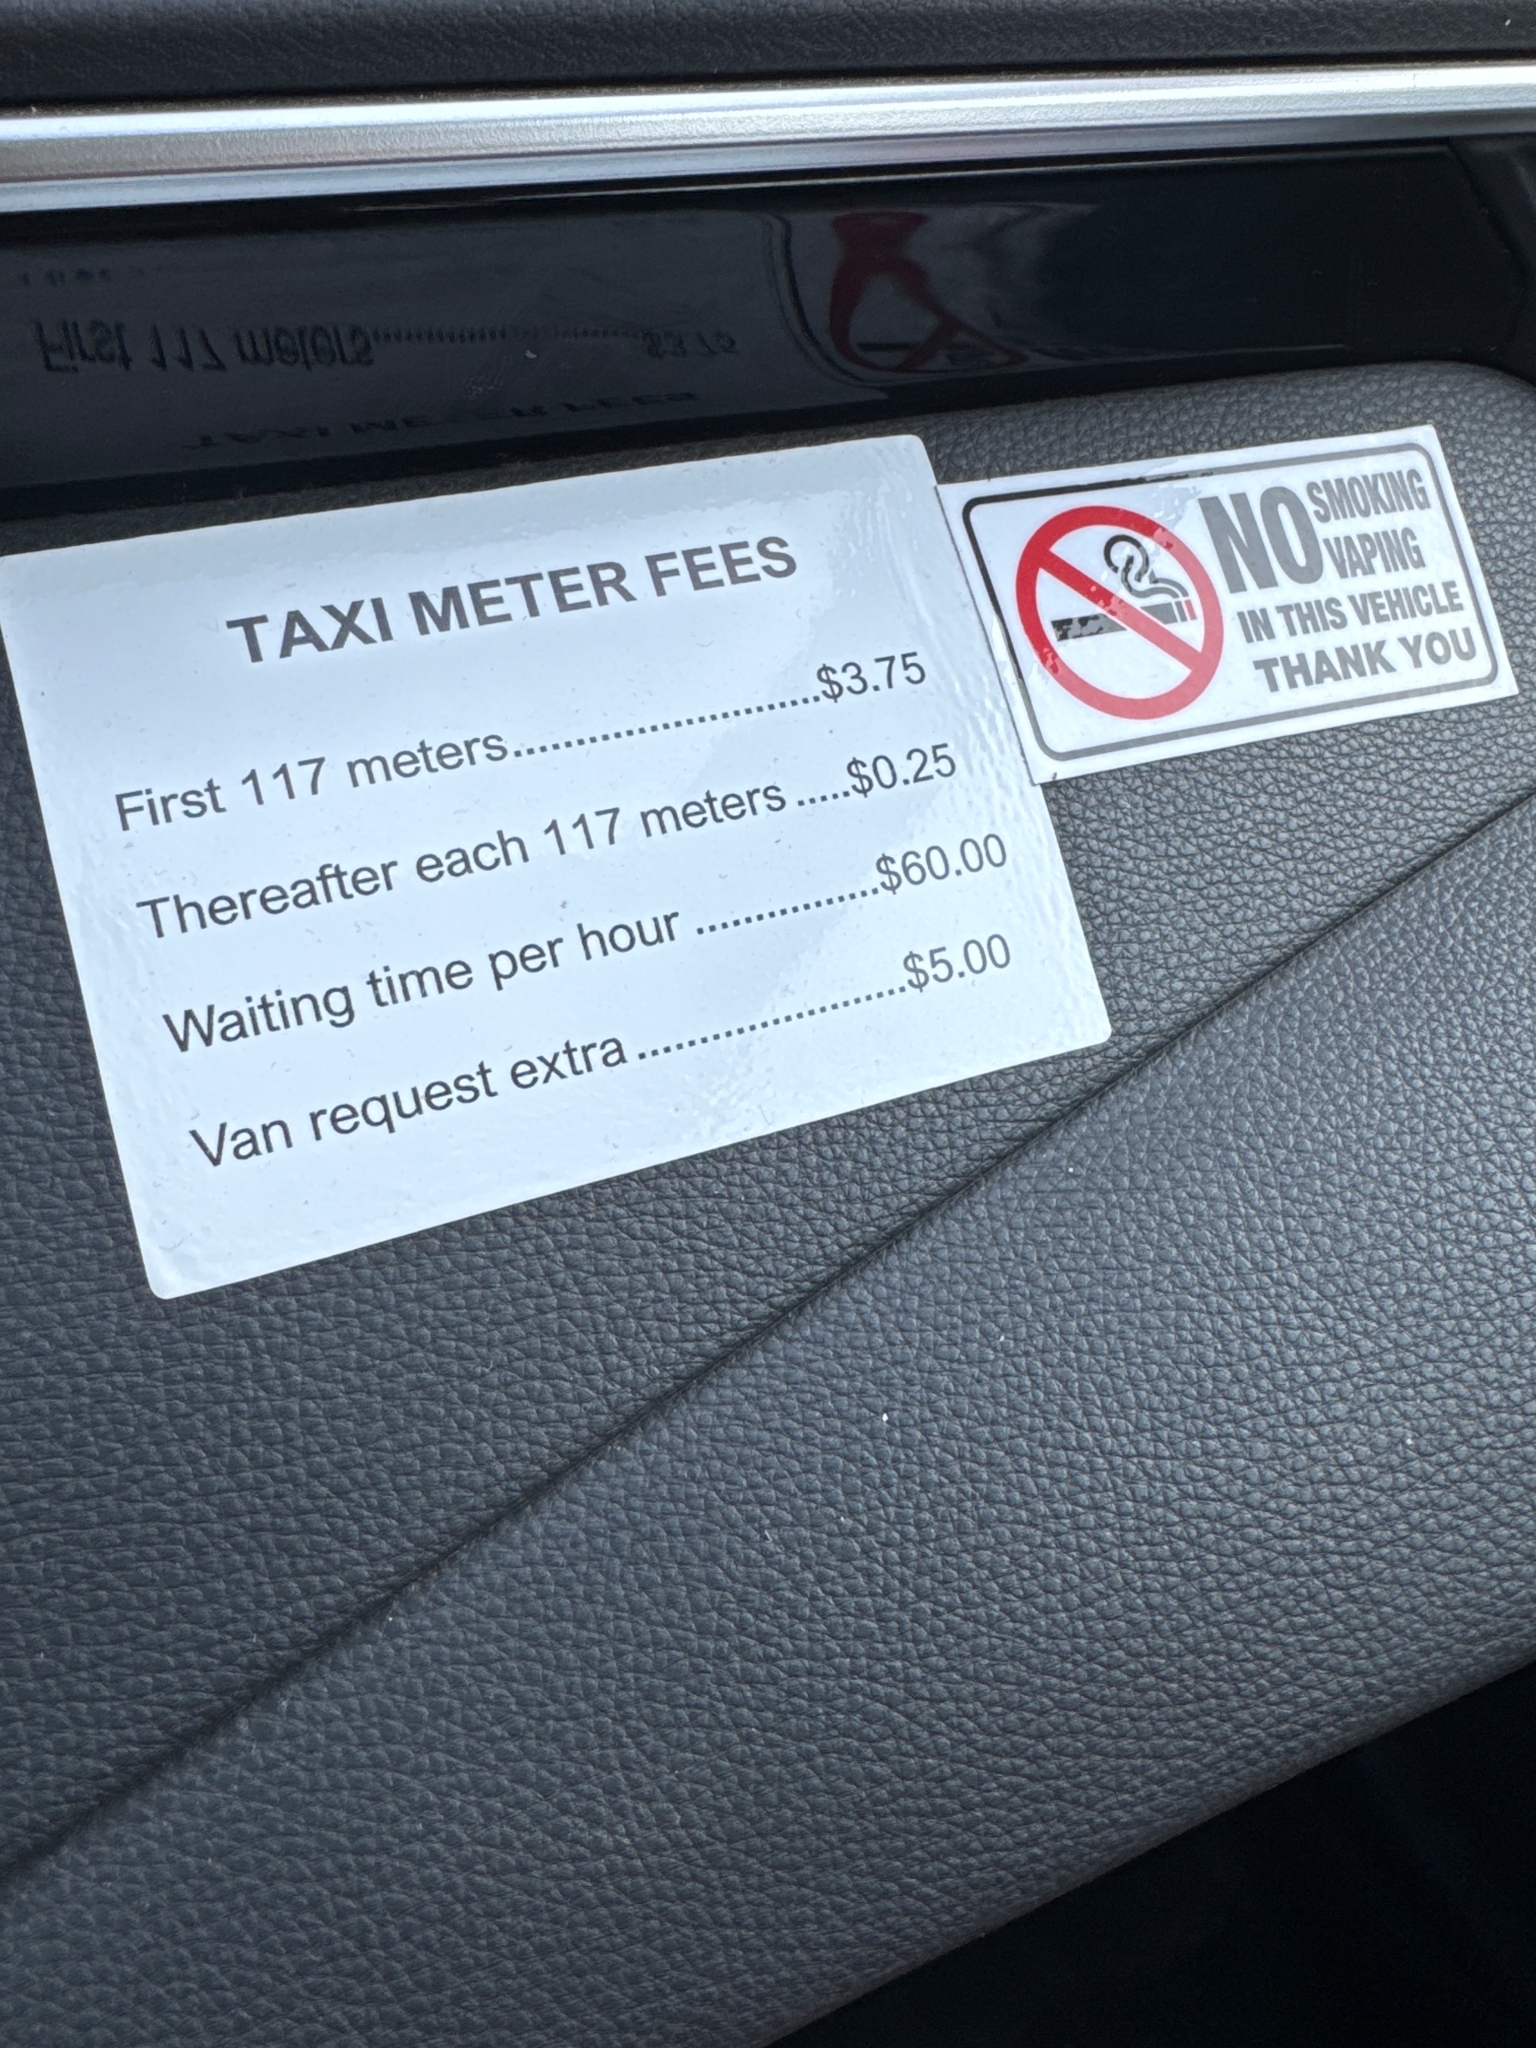 TAXI METER FEES
First 117 meters..........................$3.75
Thereafter each 117 meters .....$0.25
Waiting time per hour ...............$60.00
Van request extra......................$5.00
NO SMOKING
VAPING
IN THIS VEHICLE
THANK YOU